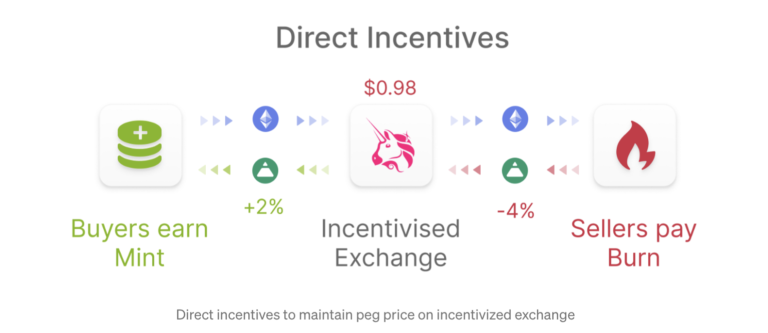 Direct Incentives
$0.98
+2%
-4%
Buyers earn
Mint
Incentivised
Exchange
Sellers pay
Burn
Direct incentives to maintain peg price on incentivized exchange